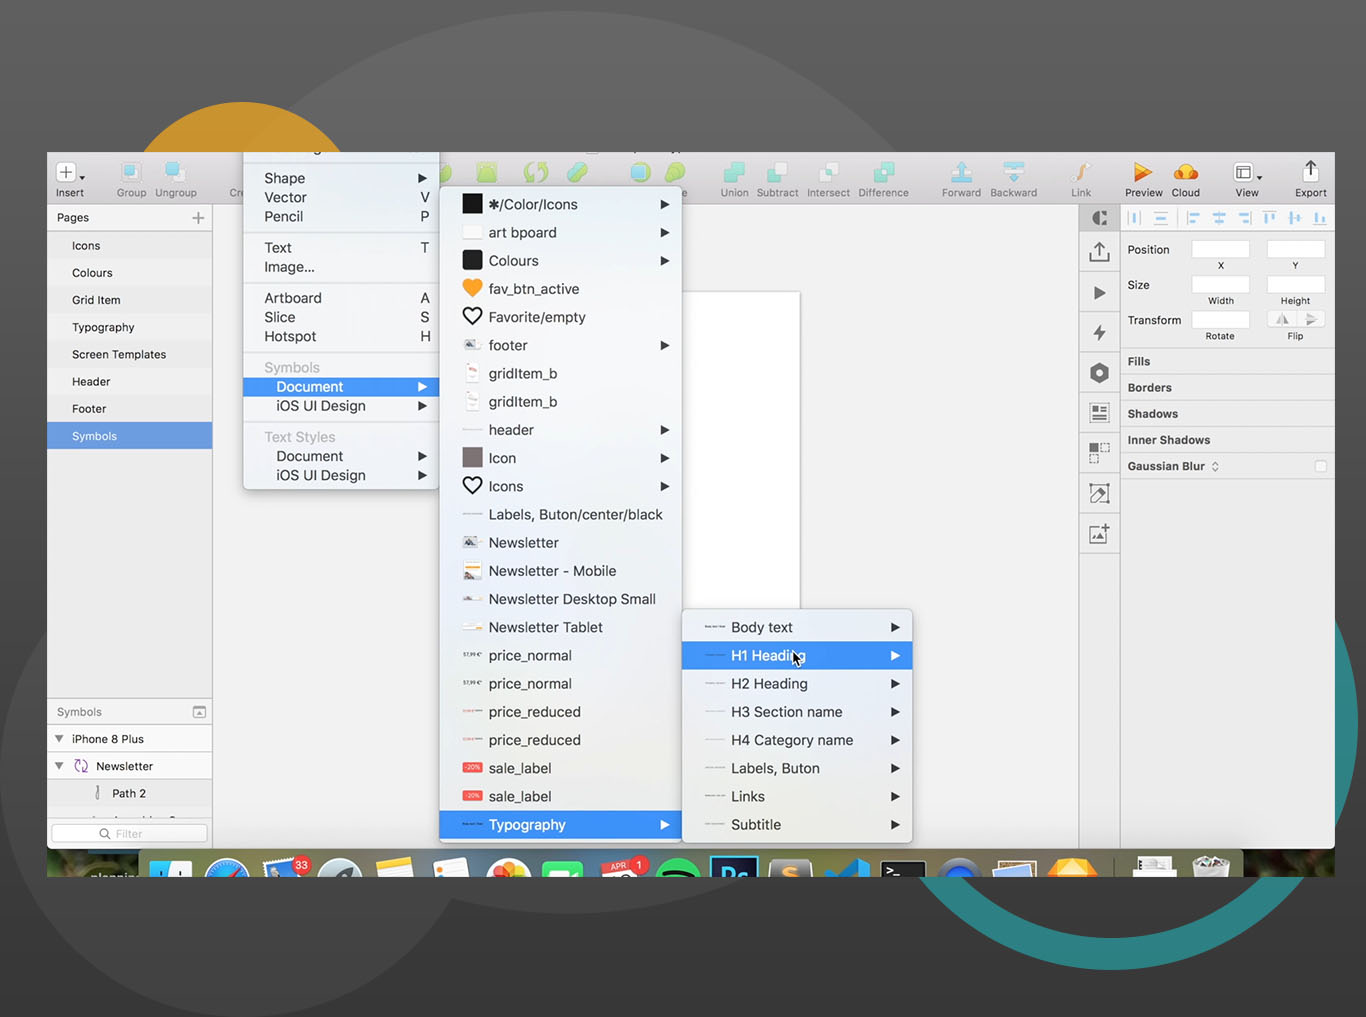 Insert
Group
Ungroup
Union
Subtract
Intersect
Difference
Forward
Backward
Link
Preview
Cloud
View
Export
Pages
Icons
Colours
Grid Item
Typography
Screen Templates
Header
Footer
Symbols
Symbols
iPhone 8 Plus
Newsletter
Path 2
Filter
Shape
Vector V
Pencil P
Text T
Image...
Artboard A
Slice S
Hotspot H
Symbols
Document
iOS UI Design
Text Styles
Document
iOS UI Design
✱/Color/Icons
art bpoard
Colours
fav_btn_active
Favorite/empty
footer
gridItem_b
gridItem_b
header
Icon
Icons
Labels, Buton/center/black
Newsletter
Newsletter - Mobile
Newsletter Desktop Small
Newsletter Tablet
price_normal
price_normal
price_reduced
price_reduced
-20% sale_label
-20% sale_label
Typography
Body text
H1 Heading
H2 Heading
H3 Section name
H4 Category name
Labels, Buton
Links
Subtitle
Position
X Y
Size
Width Height
Transform
Rotate Flip
Fills
Borders
Shadows
Inner Shadows
Gaussian Blur
33
APR 1